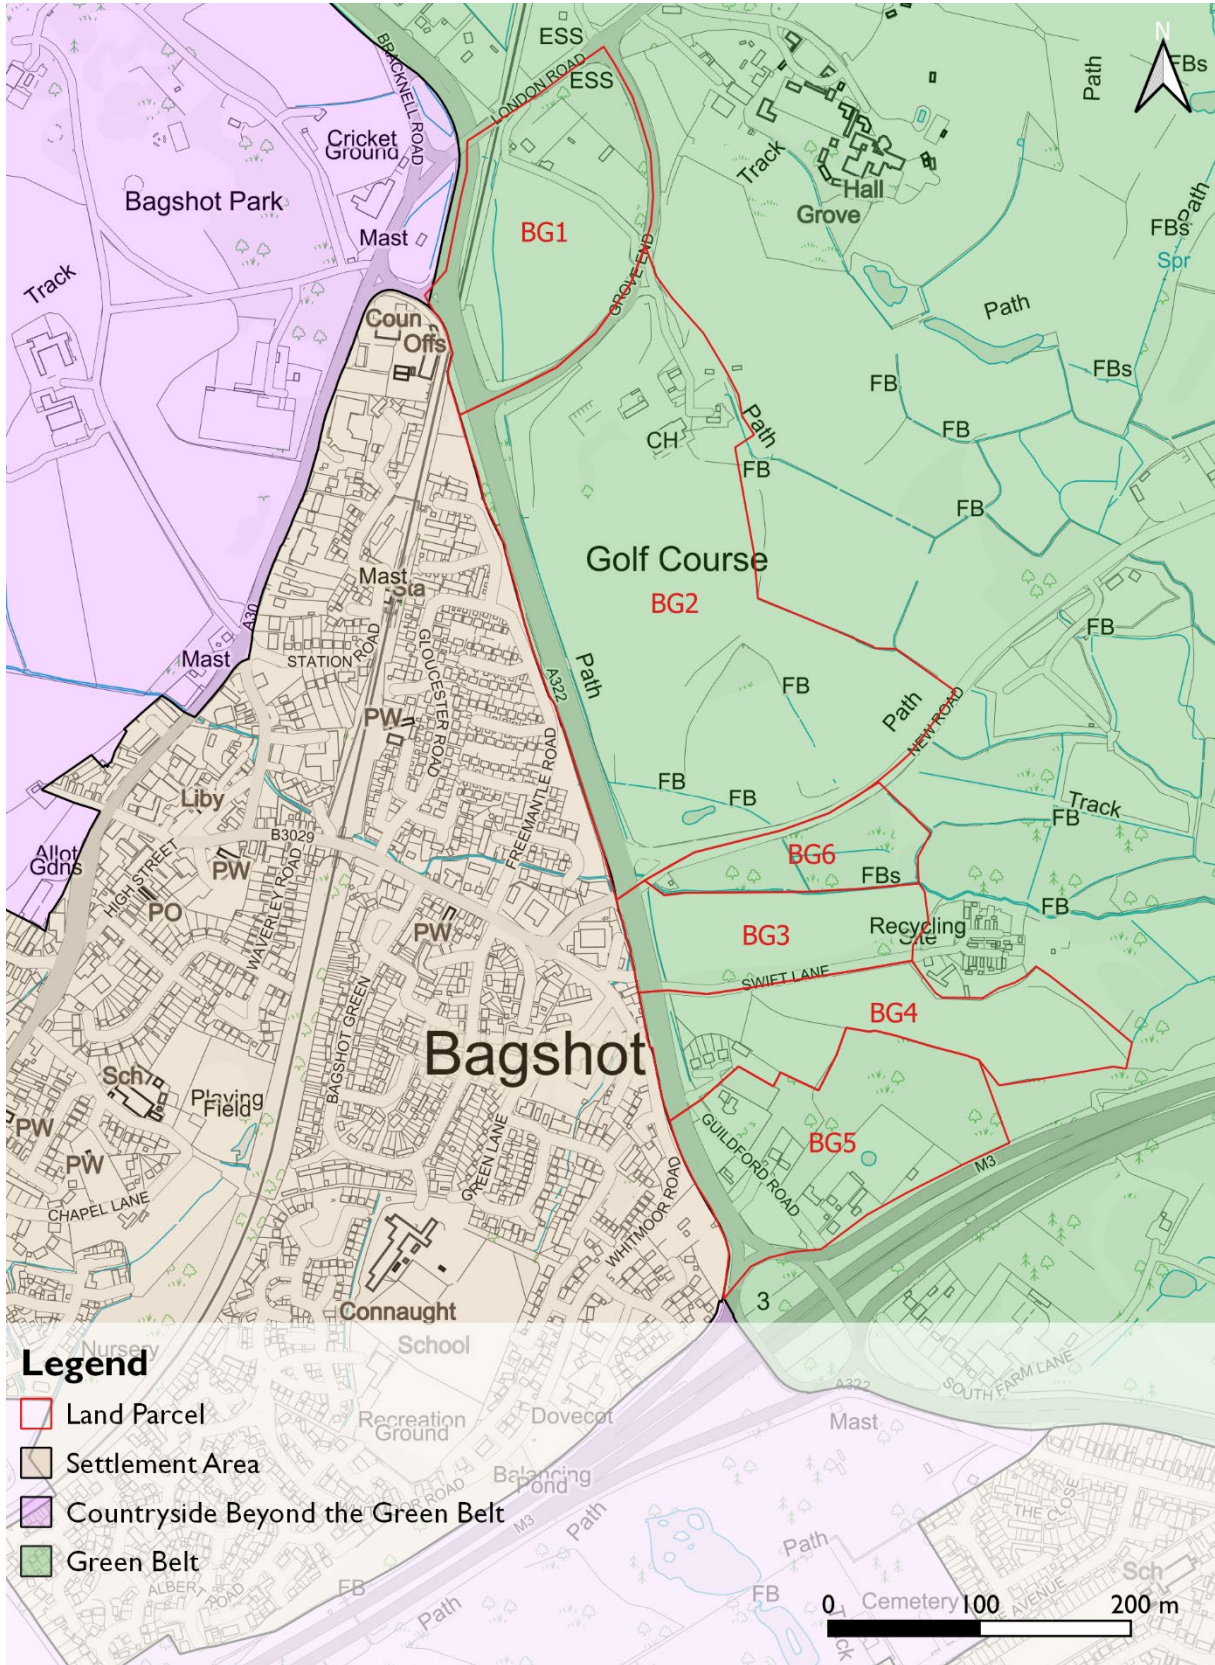 N
ESS
ESS
LONDON ROAD
BRACKNELL ROAD
Path
FBs
Cricket
Ground
Bagshot Park
Mast
Track
Hall
Grove
BG1
GROVE END
Path
FBs
Spr
Track
Path
Coun
Offs
FBs
FB
FB
Path
CH
FB
FB
Golf Course
BG2
Mast
Sta
A30
STATION ROAD
GLOUCESTER ROAD
Mast
A322
Path
FB
FB
Path
NEW ROAD
PW
FREEMANTLE ROAD
FB
FB
Liby
B3029
Track
FB
BG6
FBs
Allot
Gdns
HIGH STREET
PW
WAVERLEY ROAD
PO
PW
BG3
Recycling
Site
FB
SWIFT LANE
BG4
BAGSHOT GREEN
Bagshot
Sch
Playing
Field
PW
PW
GREEN LANE
GUILDFORD ROAD
BG5
M3
CHAPEL LANE
WHITMOOR ROAD
Connaught
School
3
Nursery
SOUTH FARM LANE
A322
Recreation
Ground
Dovecot
Mast
Balancing
Pond
ROAD
M3
Path
Path
THE CLOSE
Sch
ALBERT ROAD
FB
Path
FB
Cemetery
AVENUE
Track
Legend
Land Parcel
Settlement Area
Countryside Beyond the Green Belt
Green Belt
0 100 200 m